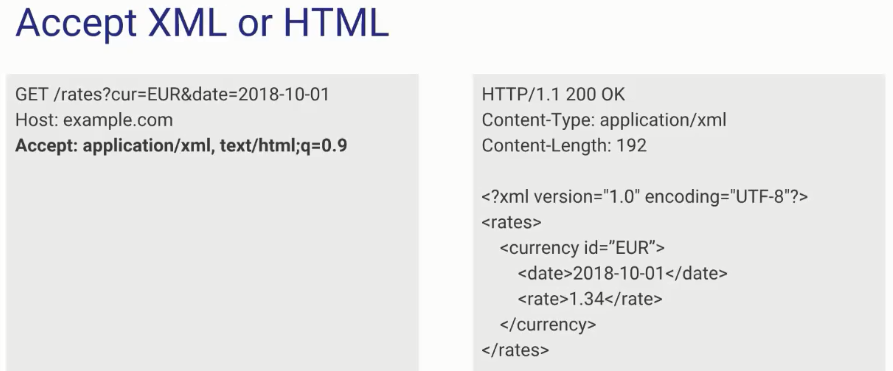 Accept XML or HTML
GET /rates?cur=EUR&date=2018-10-01
Host: example.com
Accept: application/xml, text/html;q=0.9
HTTP/1.1 200 OK
Content-Type: application/xml
Content-Length: 192
<?xml version="1.0" encoding="UTF-8"?>
<rates>
<currency id=”EUR”>
<date>2018-10-01</date>
<rate>1.34</rate>
</currency>
</rates>